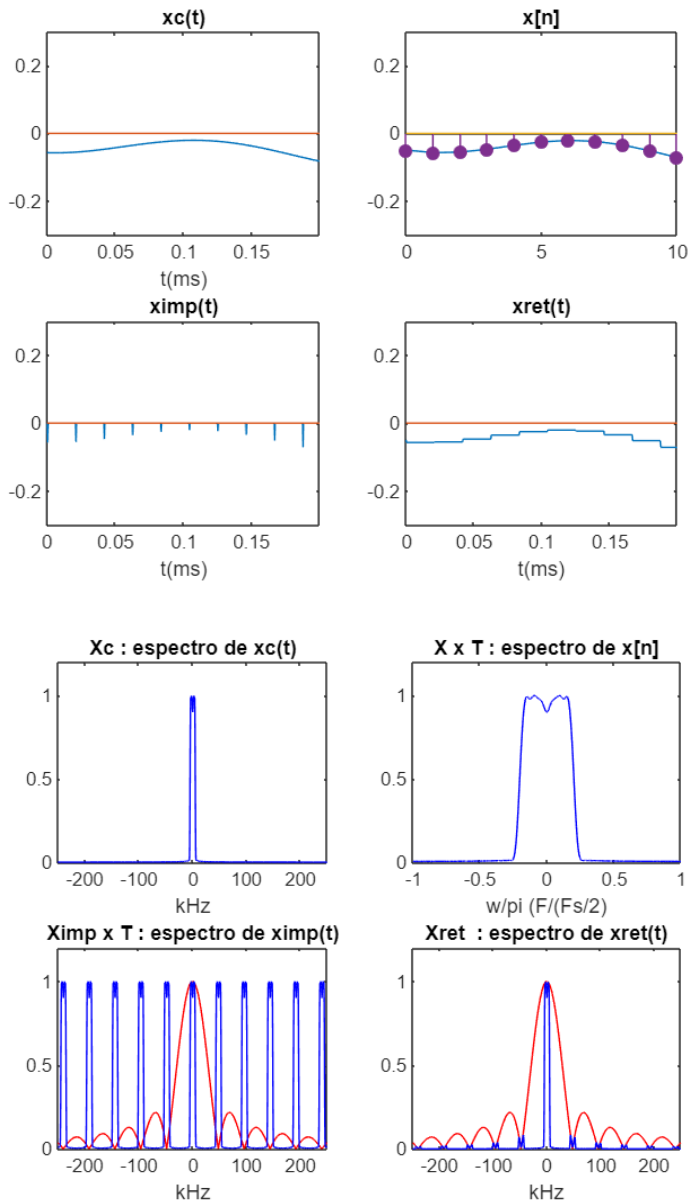 xc(t)
x[n]
0.2
0
-0.2
0 0.05 0.1 0.15
t(ms)
0.2
0
-0.2
0 5 10
ximp(t)
xret(t)
0.2
0
-0.2
0 0.05 0.1 0.15
t(ms)
0.2
0
-0.2
0 0.05 0.1 0.15
t(ms)
Xc : espectro de xc(t)
X x T : espectro de x[n]
1
0.5
0
-200 -100 0 100 200
kHz
1
0.5
0
-1 -0.5 0 0.5 1
w/pi (F/(Fs/2)
Ximp x T : espectro de ximp(t)
Xret : espectro de xret(t)
1
0.5
0
-200 -100 0 100 200
kHz
1
0.5
0
-200 -100 0 100 200
kHz